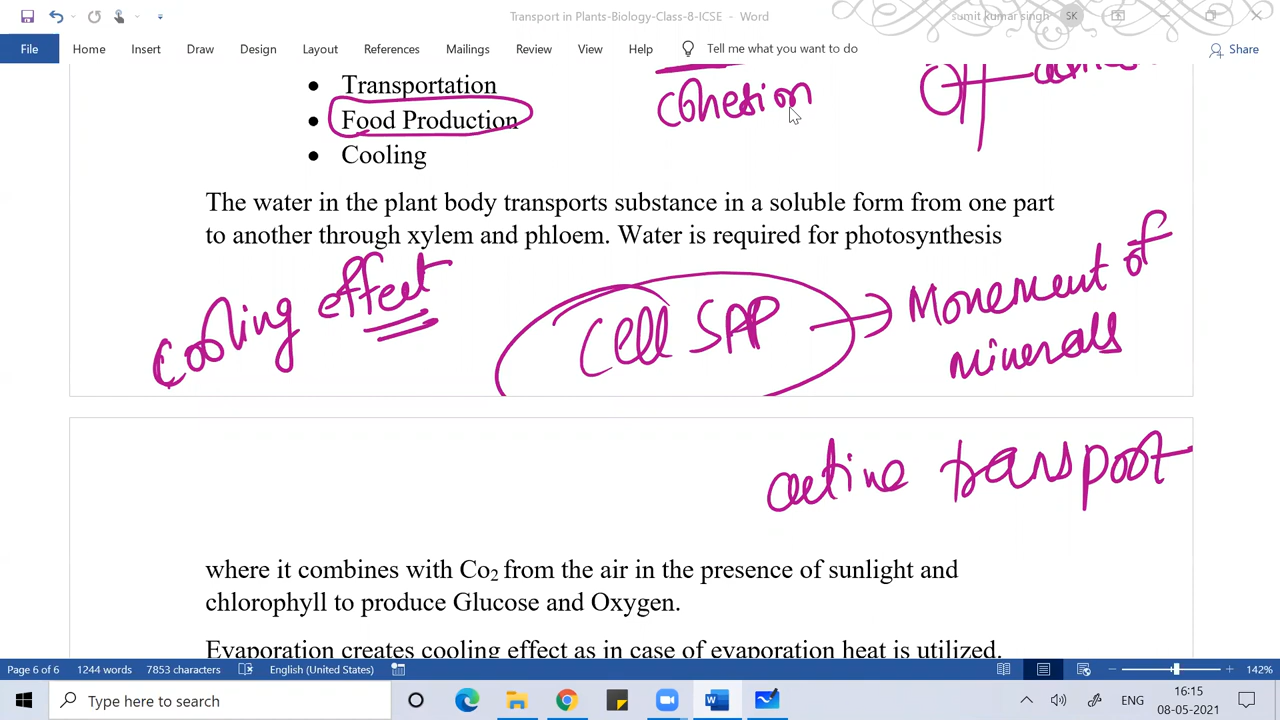 Transport in Plants-Biology-Class-8-ICSE - Word
sumit kumar singh SK
File Home Insert Draw Design Layout References Mailings Review View Help Tell me what you want to do Share
• Transportation
cohesion
• Food Production
• Cooling
The water in the plant body transports substance in a soluble form from one part
to another through xylem and phloem. Water is required for photosynthesis
Cooling effect
Cell SAP
Monement of
minerals
active transport
where it combines with Co₂ from the air in the presence of sunlight and
chlorophyll to produce Glucose and Oxygen.
Evaporation creates cooling effect as in case of evaporation heat is utilized.
Page 6 of 6 1244 words 7853 characters English (United States) 142%
Type here to search
ENG
16:15
08-05-2021